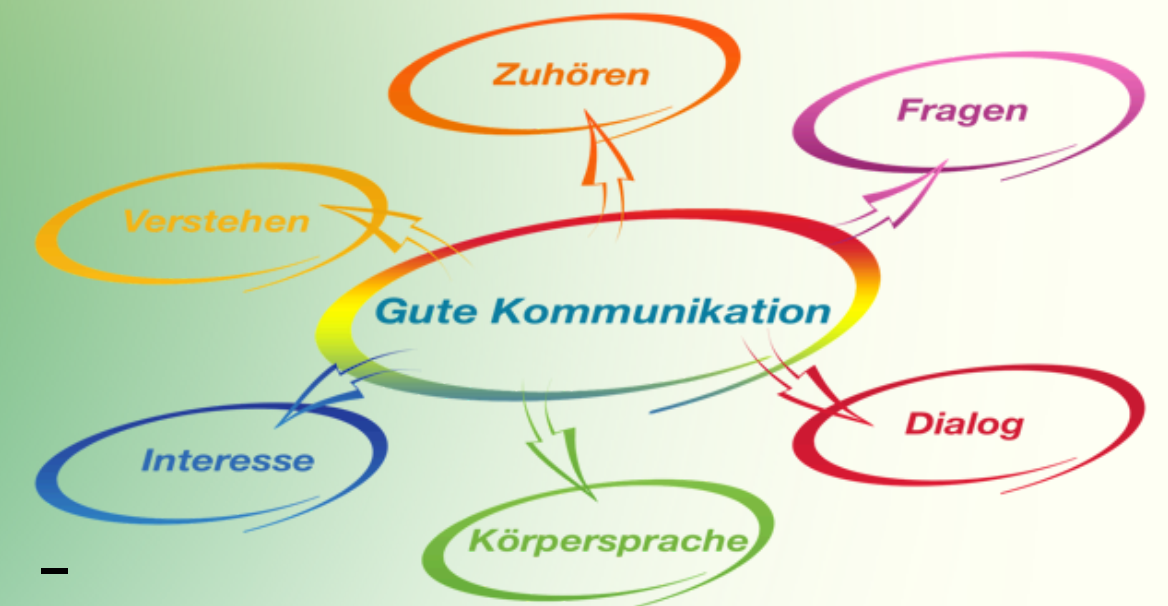 Zuhören
Fragen
Verstehen
Gute Kommunikation
Interesse
Dialog
Körpersprache